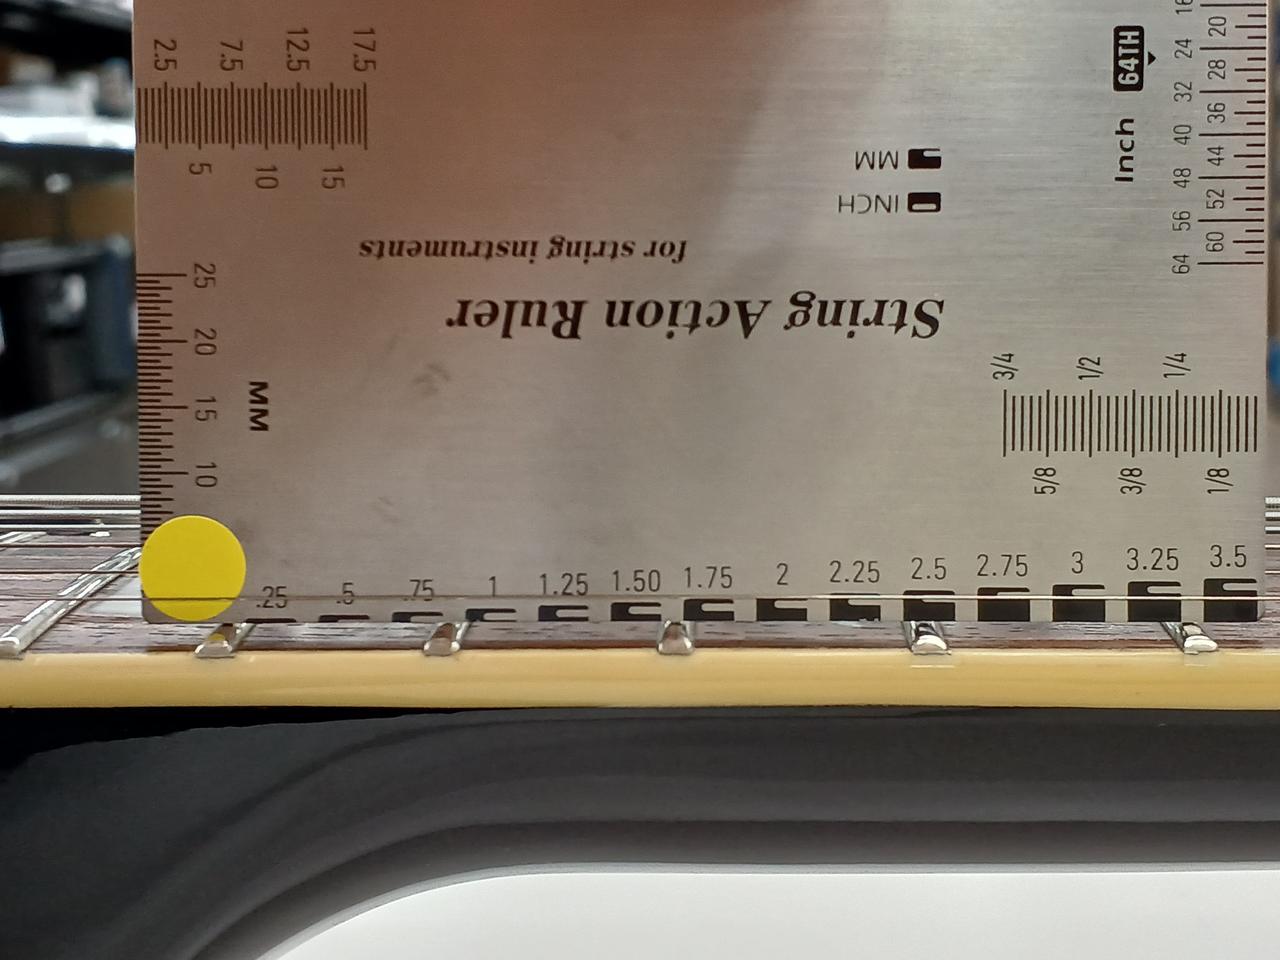 2.5 7.5 12.5 17.5
5 10 15
MM
INCH
for string instruments
String Action Ruler
25 20 15 10
MM
Inch 64TH
16 24 32 40 48 56 64
20 28 36 44 52 60
3/4 1/2 1/4
5/8 3/8 1/8
.25 .5 .75 1 1.25 1.50 1.75 2 2.25 2.5 2.75 3 3.25 3.5